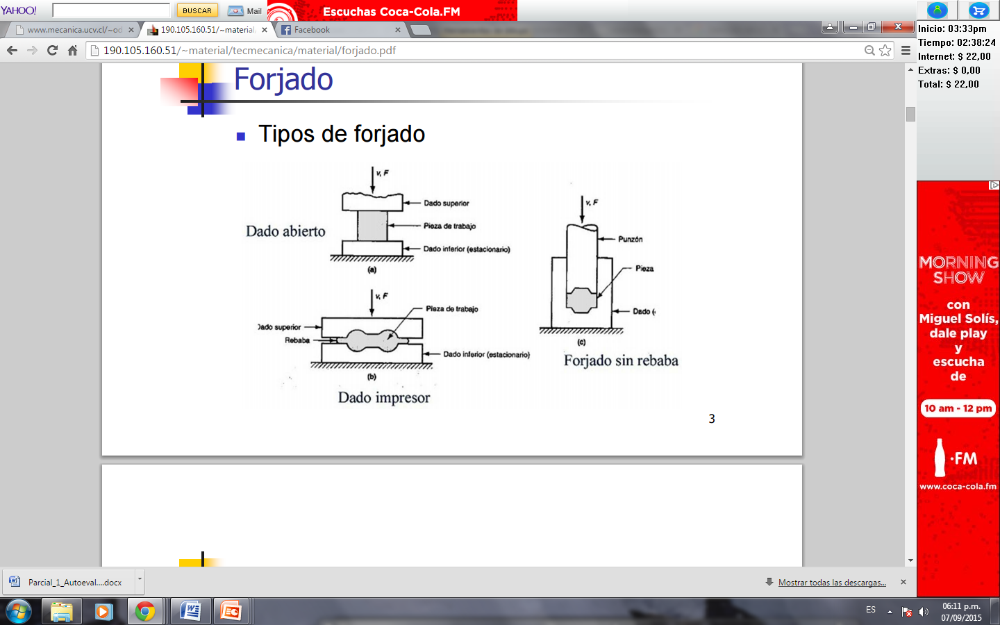 YAHOO!
BUSCAR
Mail
Escuchas Coca-Cola.FM
www.mecanica.ucv.cl/~od
190.105.160.51/~material/
Facebook
190.105.160.51/~material/tecmecanica/material/forjado.pdf
Inicio: 03:33pm
Tiempo: 02:38:24
Internet: $ 22,00
Extras: $ 0,00
Total: $ 22,00
Forjado
Tipos de forjado
v, F
Dado superior
Dado abierto
Pieza de trabajo
Dado inferior (estacionario)
(a)
v, F
Pieza de trabajo
Dado superior
Rebaba
Dado inferior (estacionario)
(b)
Dado impresor
v, F
Punzón
Pieza
Dado (
(c)
Forjado sin rebaba
3
MORNING
SHOW
con
Miguel Solís,
dale play
y
escucha
de
10 am - 12 pm
.FM
www.coca-cola.fm
Parcial_1_Autoeval....docx
Mostrar todas las descargas...
ES
06:11 p.m.
07/09/2015